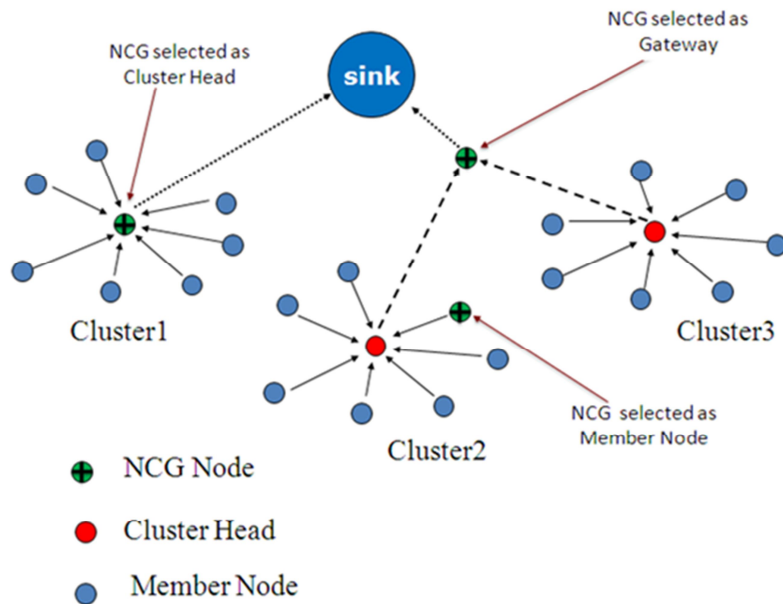 NCG selected as
Cluster Head
sink
NCG selected as
Gateway
Cluster1
Cluster3
Cluster2
NCG selected as
Member Node
NCG Node
Cluster Head
Member Node